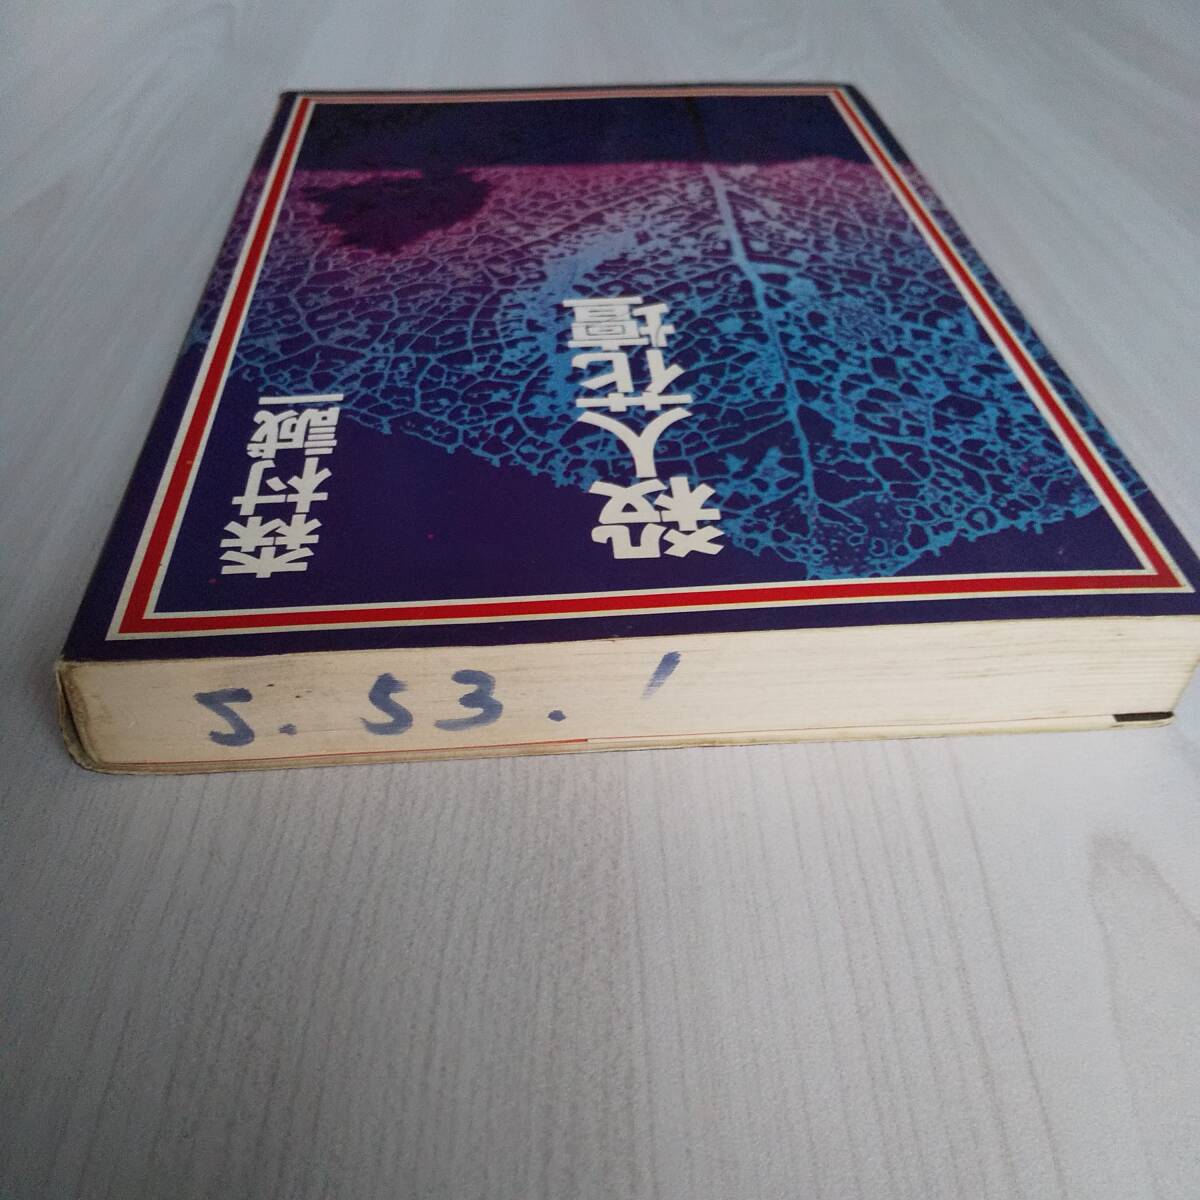 殺人花壇
森村誠一
S. 53. 1